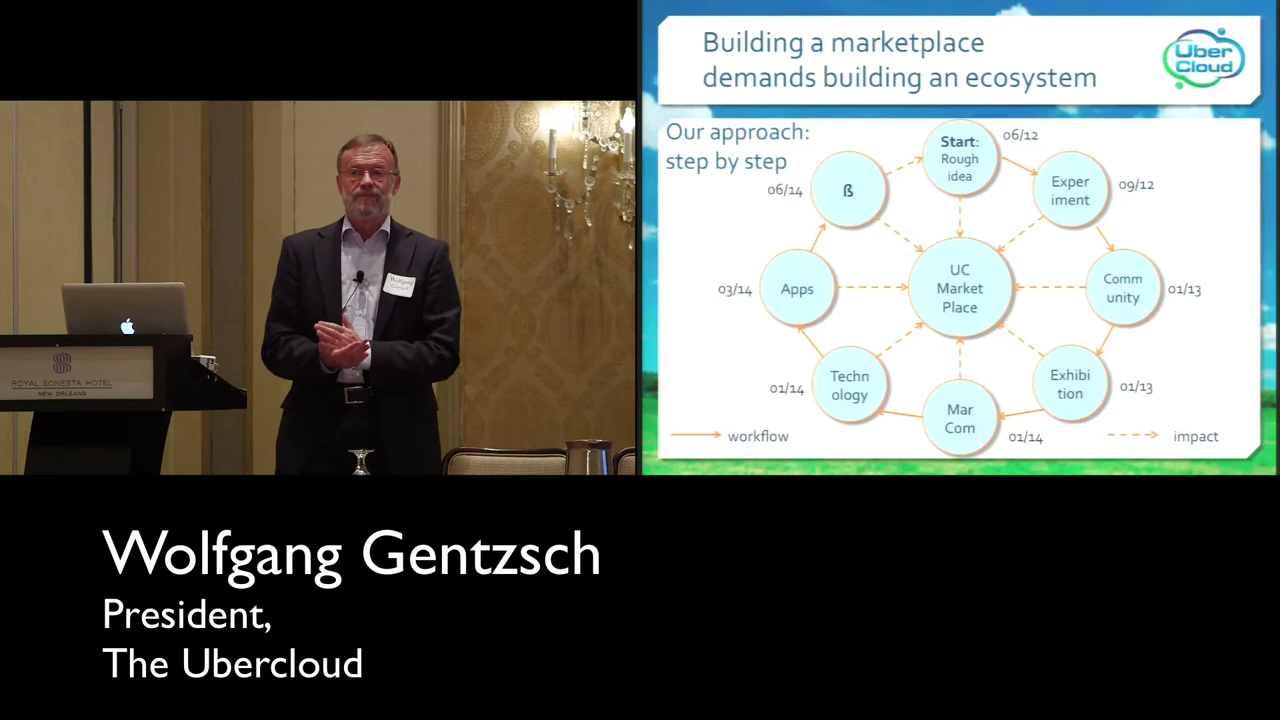 Building a marketplace
demands building an ecosystem
Uber
Cloud
Our approach:
step by step
Start:
Rough
idea
06/12
Exper
iment
09/12
Comm
unity
01/13
Exhibi
tion
01/13
Mar
Com
01/14
Techn
ology
01/14
Apps
03/14
ß
06/14
UC
Market
Place
workflow
impact
Wolfgang
ROYAL SONESTA HOTEL
NEW ORLEANS
Wolfgang Gentzsch
President,
The Ubercloud